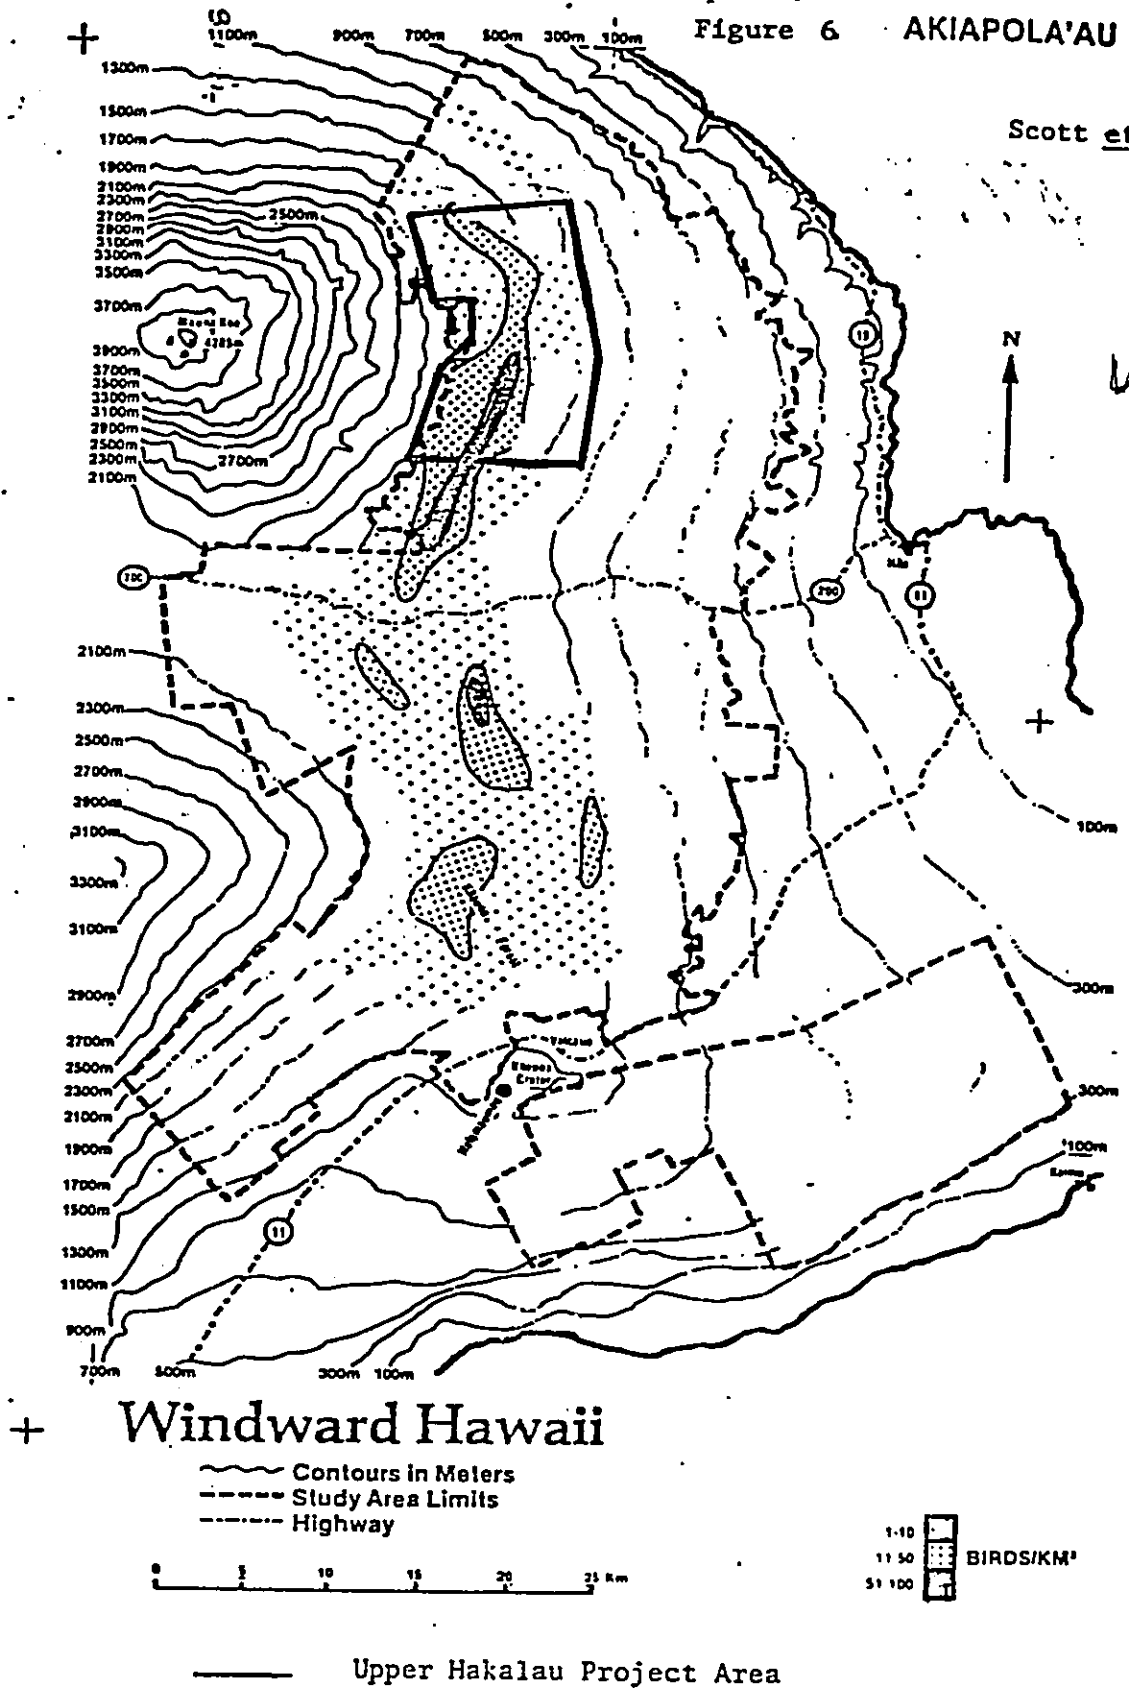 Figure 6 AKIAPOLA'AU
Scott et
1100m 900m 700m 500m 300m 100m
1300m
1500m
1700m
1900m
2100m
2300m
2700m 2500m
2900m
3100m
3300m
3500m
3700m
Mauna Kea
3900m
3700m
3500m
3300m
3100m
2900m
2500m
2300m 2700m
2100m
19
N
200
200
Hilo
11
2100m
2300m
2500m
2700m
2900m
3100m
3300m
3100m
2900m
2700m
2500m
2300m
2100m
1900m
1700m
1500m
1300m
1100m
900m
700m 500m 300m 100m
100m
300m
300m
100m
Crater
11
Windward Hawaii
Contours in Meters
Study Area Limits
Highway
0 5 10 15 20 25 Km
1-10
11 50 BIRDS/KM²
51 100
Upper Hakalau Project Area